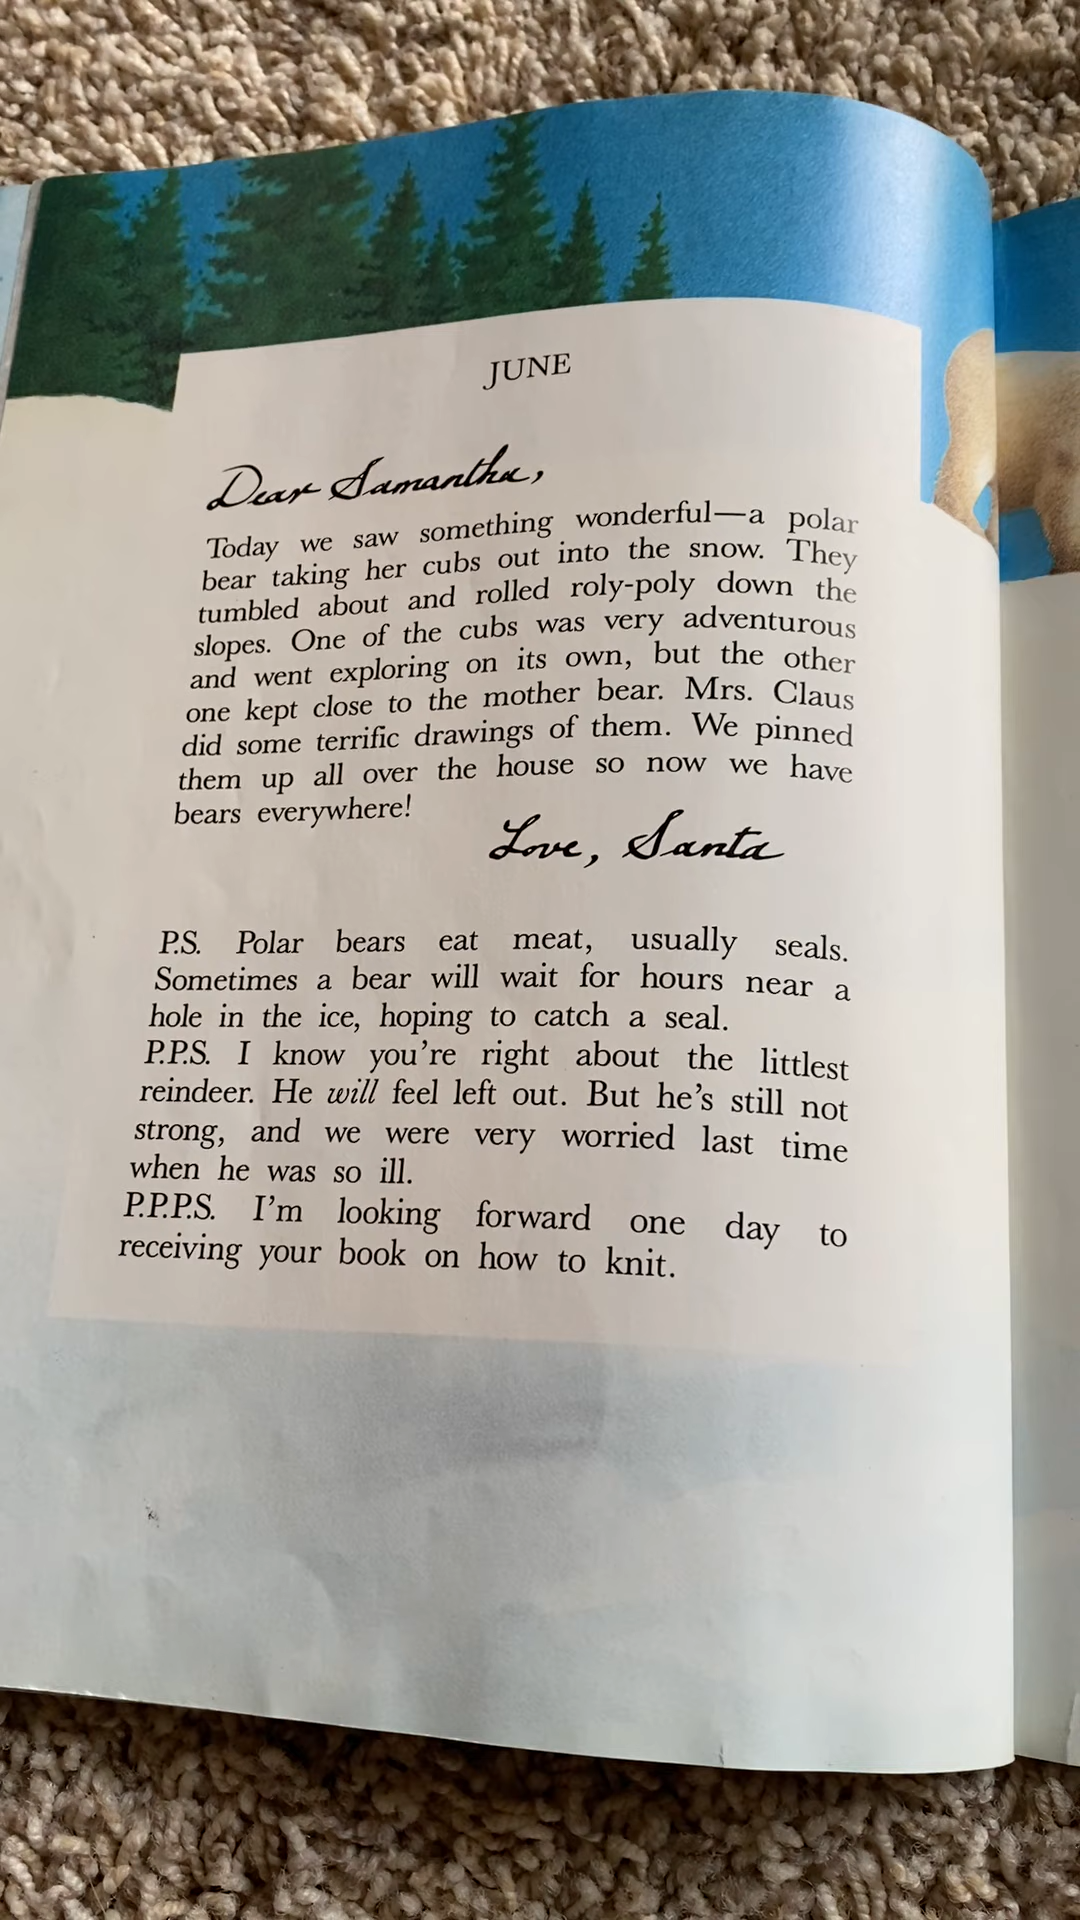 JUNE
Dear Samantha,
Today we saw something wonderful—a polar
bear taking her cubs out into the snow. They
tumbled about and rolled roly-poly down the
slopes. One of the cubs was very adventurous
and went exploring on its own, but the other
one kept close to the mother bear. Mrs. Claus
did some terrific drawings of them. We pinned
them up all over the house so now we have
bears everywhere!
Love, Santa
P.S. Polar bears eat meat, usually seals.
Sometimes a bear will wait for hours near a
hole in the ice, hoping to catch a seal.
P.P.S. I know you're right about the littlest
reindeer. He will feel left out. But he's still not
strong, and we were very worried last time
when he was so ill.
P.P.P.S. I'm looking forward one day to
receiving your book on how to knit.